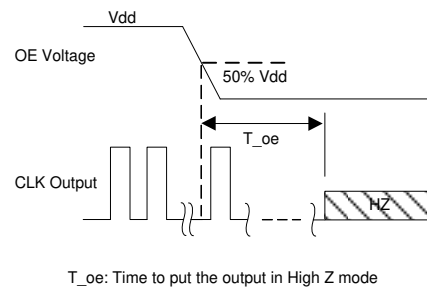 Vdd
OE Voltage
50% Vdd
T_oe
CLK Output
HZ
T_oe: Time to put the output in High Z mode